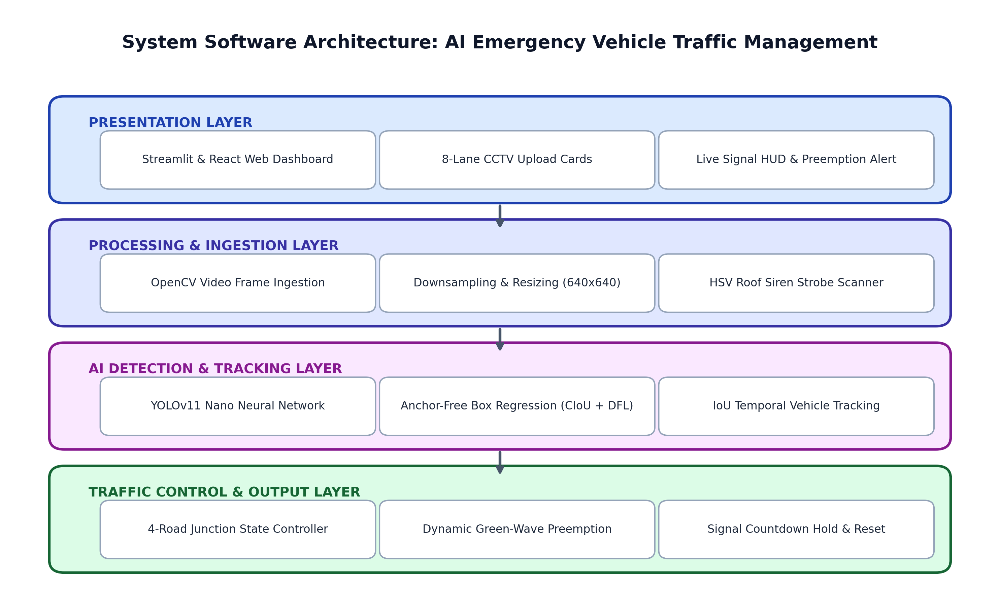 System Software Architecture: AI Emergency Vehicle Traffic Management
PRESENTATION LAYER
Streamlit & React Web Dashboard
8-Lane CCTV Upload Cards
Live Signal HUD & Preemption Alert
PROCESSING & INGESTION LAYER
OpenCV Video Frame Ingestion
Downsampling & Resizing (640x640)
HSV Roof Siren Strobe Scanner
AI DETECTION & TRACKING LAYER
YOLOv11 Nano Neural Network
Anchor-Free Box Regression (CIoU + DFL)
IoU Temporal Vehicle Tracking
TRAFFIC CONTROL & OUTPUT LAYER
4-Road Junction State Controller
Dynamic Green-Wave Preemption
Signal Countdown Hold & Reset